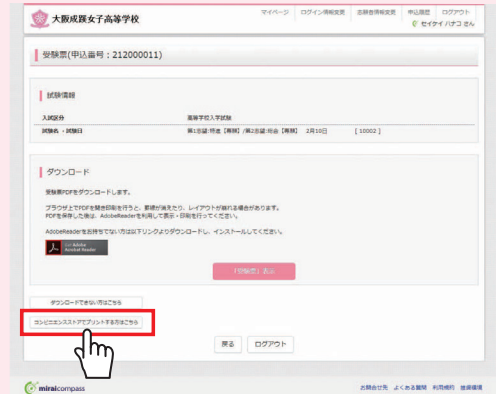 大阪成蹊女子高等学校
マイページ ログイン情報変更 志願者情報変更 申込履歴 ログアウト
セイケイ ハナコ さん
受験票(申込番号：212000011)
試験情報
入試区分 高等学校入学試験
試験名・試験日 第1志望:特進【専願】/第2志望:総合【専願】 2月10日 [ 10002 ]
ダウンロード
受験票PDFをダウンロードします。
ブラウザ上でPDFを開き印刷を行うと、罫線が消えたり、レイアウトが崩れる場合があります。
PDFを保存した後は、AdobeReaderを利用して表示・印刷を行ってください。
AdobeReaderをお持ちでない方は以下リンクよりダウンロードし、インストールしてください。
Get Adobe
Acrobat Reader
「受験票」表示
ダウンロードできない方はこちら
コンビニエンスストアでプリントする方はこちら
戻る ログアウト
miraicompass
お問合せ先 よくある質問 利用規約 推奨環境